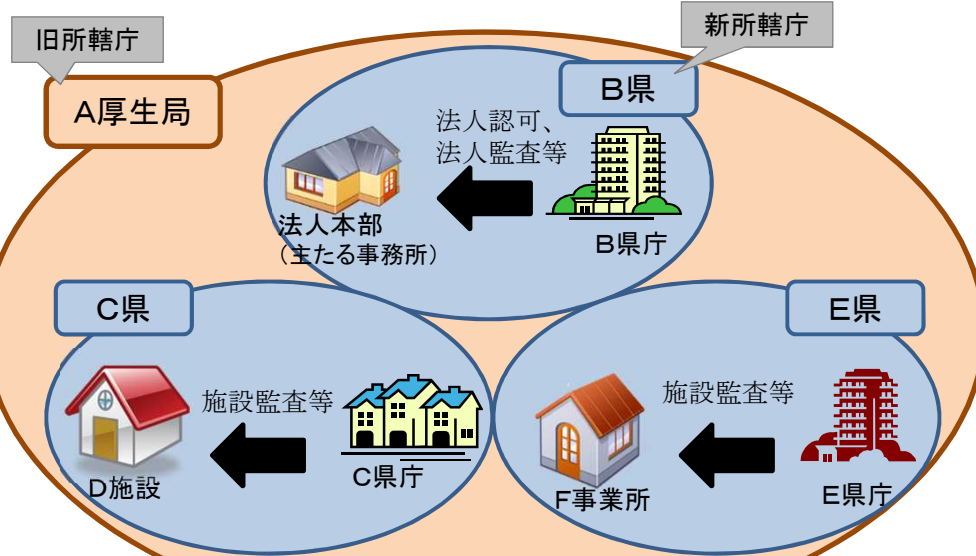 旧所轄庁
新所轄庁
A厚生局
B県
法人認可、
法人監査等
法人本部
（主たる事務所）
B県庁
C県
E県
施設監査等
施設監査等
D施設
C県庁
F事業所
E県庁